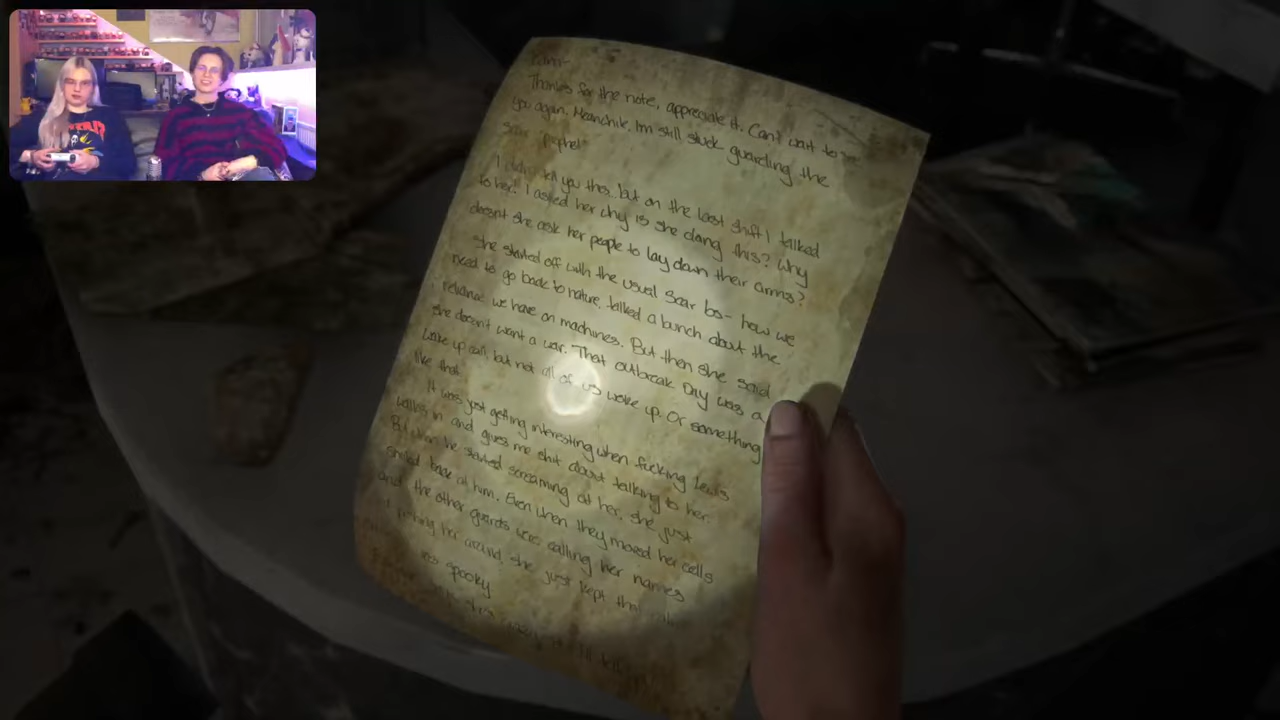 Thanks for the note, appreciate it. Can't wait to see
you again. Meanwhile, I'm still stuck guarding the
Scar "prophet"
I didn't tell you this, but on the last shift I talked
to her! I asked her why is she doing this? Why
doesn't she ask her people to lay down their arms?
She started off with the usual Scar bs - how we
need to go back to nature, talked a bunch about the
reliance we have on machines. But then she said
she doesn't want a war. That Outbreak Day was a
wake up call, but not all of us woke up. Or something
like that.
It was just getting interesting when fucking Lewis
walks in and gives me shit about talking to her.
But when he started screaming at her, she just
smiled back at him. Even when they moved her cells
and the other guards were calling her names
pushing her around, she just kept that
was spooky